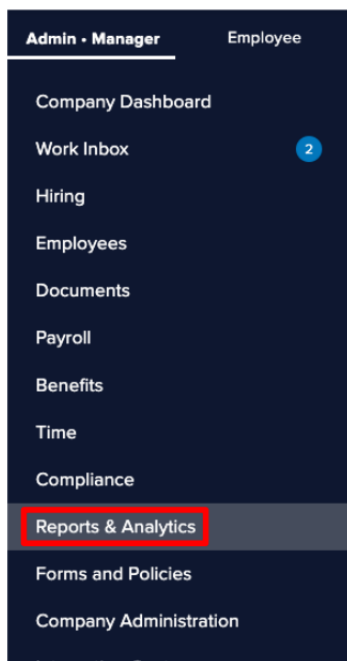 Admin • Manager Employee
Company Dashboard
Work Inbox 2
Hiring
Employees
Documents
Payroll
Benefits
Time
Compliance
Reports & Analytics
Forms and Policies
Company Administration